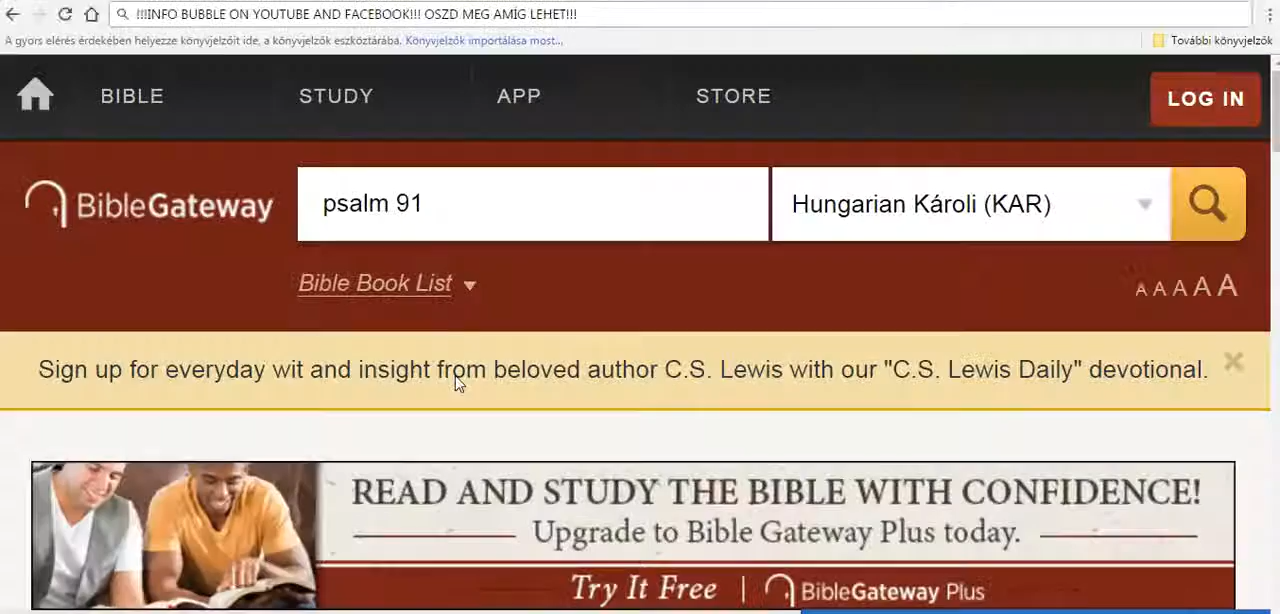 !!!INFO BUBBLE ON YOUTUBE AND FACEBOOK!!! OSZD MEG AMÍG LEHET!!!
A gyors elérés érdekében helyezze könyvjelzőit ide, a könyvjelzők eszköztárába. Könyvjelzők importálása most...
További könyvjelzők
BIBLE STUDY APP STORE LOG IN
BibleGateway psalm 91 Hungarian Károli (KAR)
Bible Book List
A A A A A
Sign up for everyday wit and insight from beloved author C.S. Lewis with our "C.S. Lewis Daily" devotional.
READ AND STUDY THE BIBLE WITH CONFIDENCE!
Upgrade to Bible Gateway Plus today.
Try It Free | BibleGateway Plus